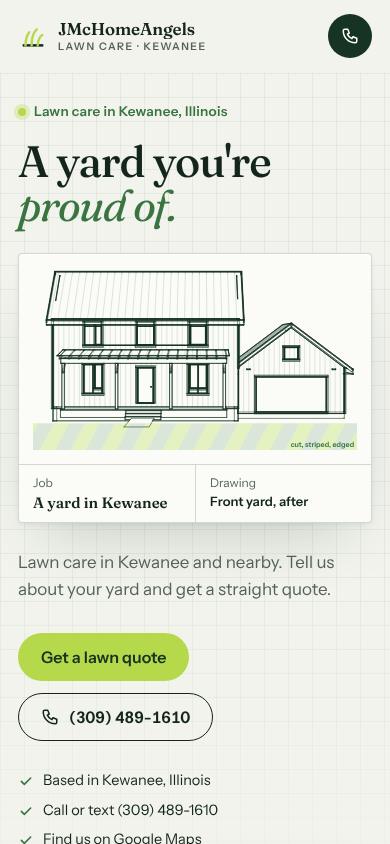 JMcHomeAngels
LAWN CARE · KEWANEE
Lawn care in Kewanee, Illinois
A yard you're
proud of.
cut, striped, edged
Job
A yard in Kewanee
Drawing
Front yard, after
Lawn care in Kewanee and nearby. Tell us
about your yard and get a straight quote.
Get a lawn quote
(309) 489-1610
Based in Kewanee, Illinois
Call or text (309) 489-1610
Find us on Google Maps